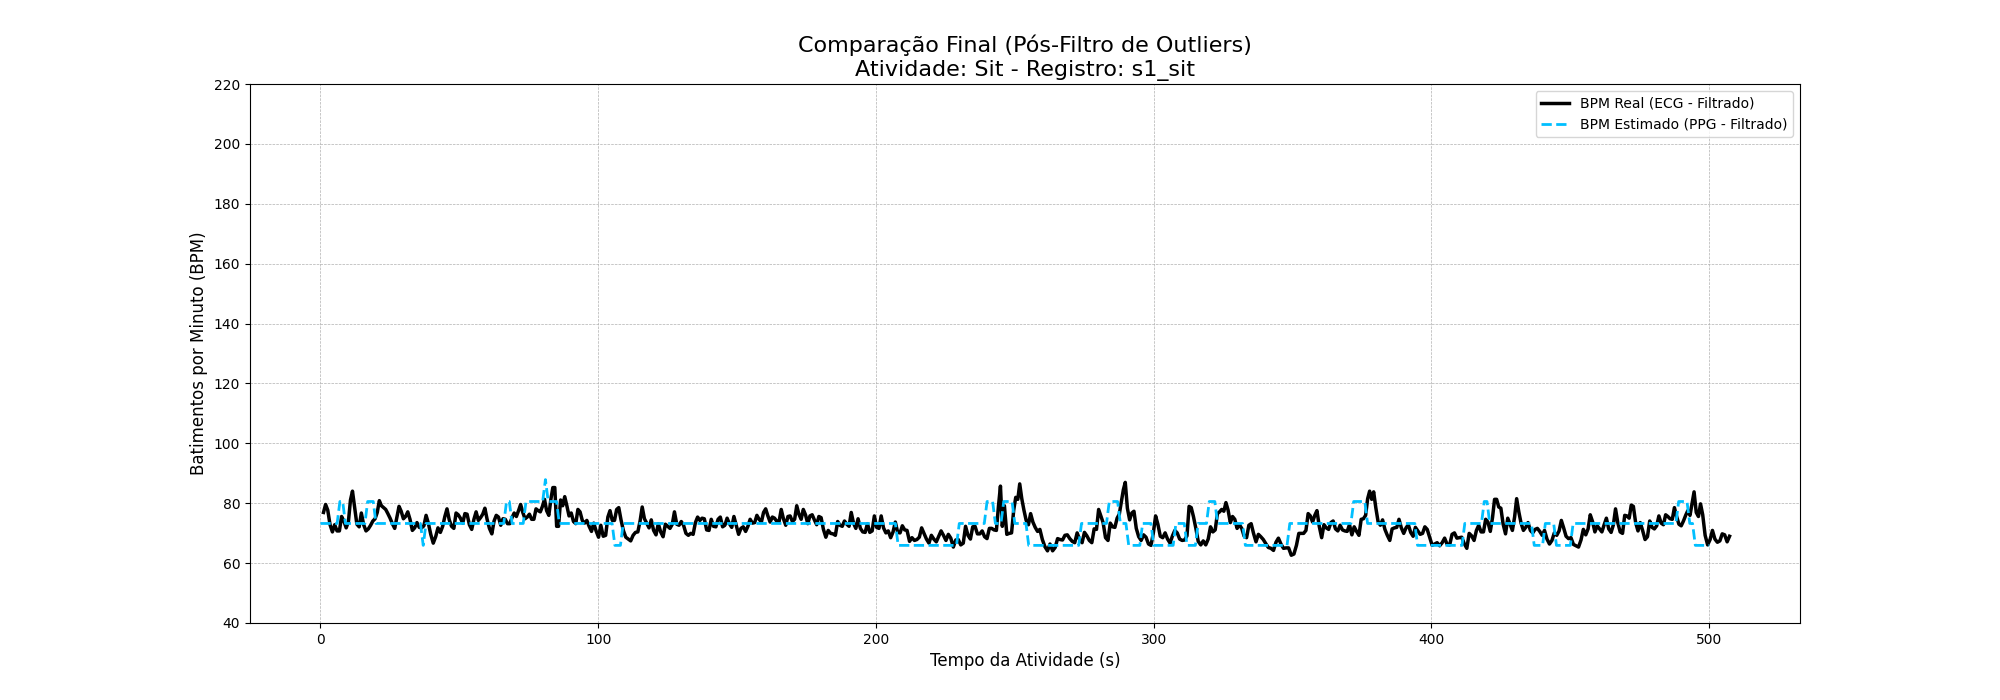 Comparação Final (Pós-Filtro de Outliers)
Atividade: Sit - Registro: s1_sit
BPM Real (ECG - Filtrado)
BPM Estimado (PPG - Filtrado)
Batimentos por Minuto (BPM)
220
200
180
160
140
120
100
80
60
40
0
100
200
300
400
500
Tempo da Atividade (s)